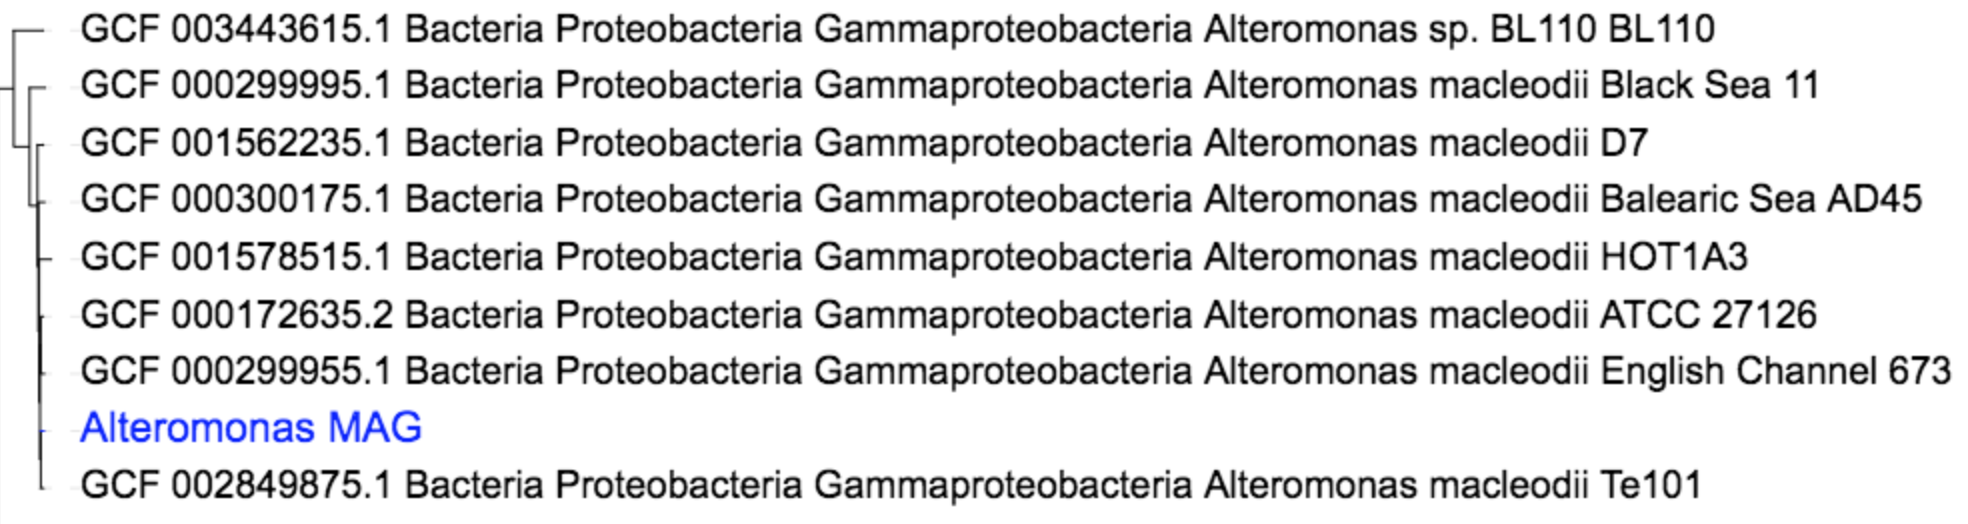 GCF 003443615.1 Bacteria Proteobacteria Gammaproteobacteria Alteromonas sp. BL110 BL110
GCF 000299995.1 Bacteria Proteobacteria Gammaproteobacteria Alteromonas macleodii Black Sea 11
GCF 001562235.1 Bacteria Proteobacteria Gammaproteobacteria Alteromonas macleodii D7
GCF 000300175.1 Bacteria Proteobacteria Gammaproteobacteria Alteromonas macleodii Balearic Sea AD45
GCF 001578515.1 Bacteria Proteobacteria Gammaproteobacteria Alteromonas macleodii HOT1A3
GCF 000172635.2 Bacteria Proteobacteria Gammaproteobacteria Alteromonas macleodii ATCC 27126
GCF 000299955.1 Bacteria Proteobacteria Gammaproteobacteria Alteromonas macleodii English Channel 673
Alteromonas MAG
GCF 002849875.1 Bacteria Proteobacteria Gammaproteobacteria Alteromonas macleodii Te101